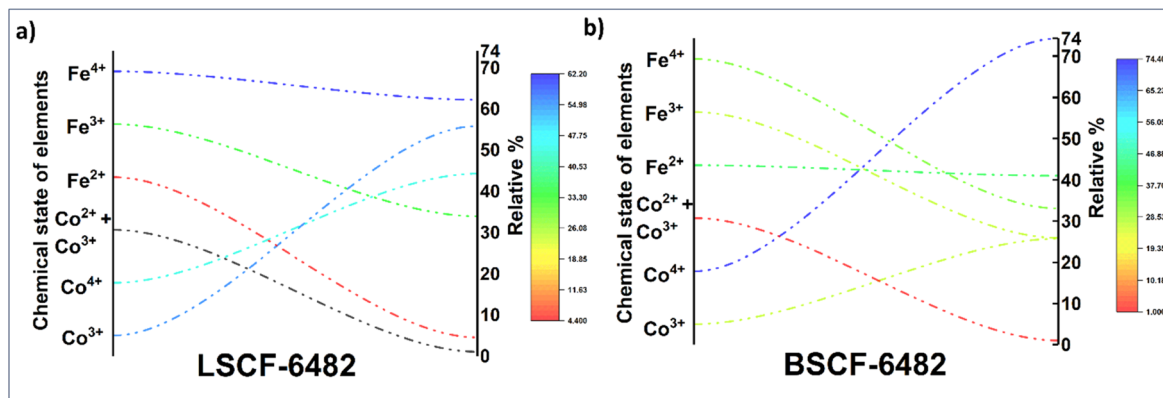 a)
Chemical state of elements
Fe⁴⁺
Fe³⁺
Fe²⁺
Co²⁺ +
Co³⁺
Co⁴⁺
Co³⁺
74
70
60
50
40
30
20
10
0
Relative %
62.20
54.98
47.75
40.53
33.30
26.08
18.85
11.63
4.400
LSCF-6482
b)
Chemical state of elements
Fe⁴⁺
Fe³⁺
Fe²⁺
Co²⁺ +
Co³⁺
Co⁴⁺
Co³⁺
74
70
60
50
40
30
20
10
0
Relative %
74.40
65.23
56.05
46.88
37.70
28.53
19.35
10.18
1.000
BSCF-6482